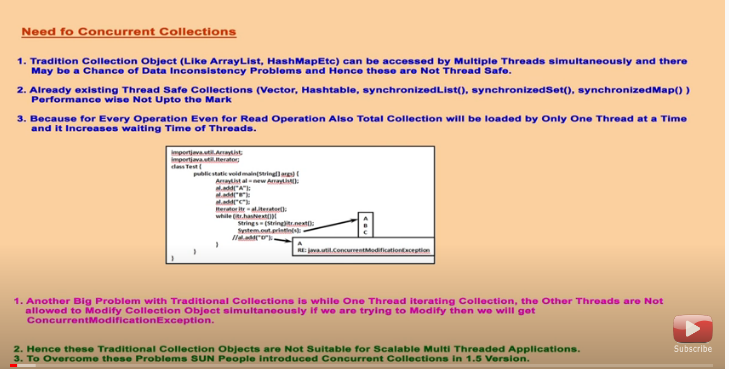 Need fo Concurrent Collections
1. Tradition Collection Object (Like ArrayList, HashMapEtc) can be accessed by Multiple Threads simultaneously and there
May be a Chance of Data Inconsistency Problems and Hence these are Not Thread Safe.
2. Already existing Thread Safe Collections (Vector, Hashtable, synchronizedList(), synchronizedSet(), synchronizedMap() )
Performance wise Not Upto the Mark
3. Because for Every Operation Even for Read Operation Also Total Collection will be loaded by Only One Thread at a Time
and it Increases waiting Time of Threads.
importjava.util.ArrayList;
importjava.util.Iterator;
class Test {
public static void main(String[] args) {
ArrayList al = new ArrayList();
al.add("A");
al.add("B");
al.add("C");
Iterator itr = al.iterator();
while (itr.hasNext()){
String s = (String)itr.next();
System.out.println(s);
//al.add("D");
}
}
}
A
B
C
A
RE: java.util.ConcurrentModificationException
1. Another Big Problem with Traditional Collections is while One Thread iterating Collection, the Other Threads are Not
allowed to Modify Collection Object simultaneously if we are trying to Modify then we will get
ConcurrentModificationException.
2. Hence these Traditional Collection Objects are Not Suitable for Scalable Multi Threaded Applications.
3. To Overcome these Problems SUN People introduced Concurrent Collections in 1.5 Version.
Subscribe